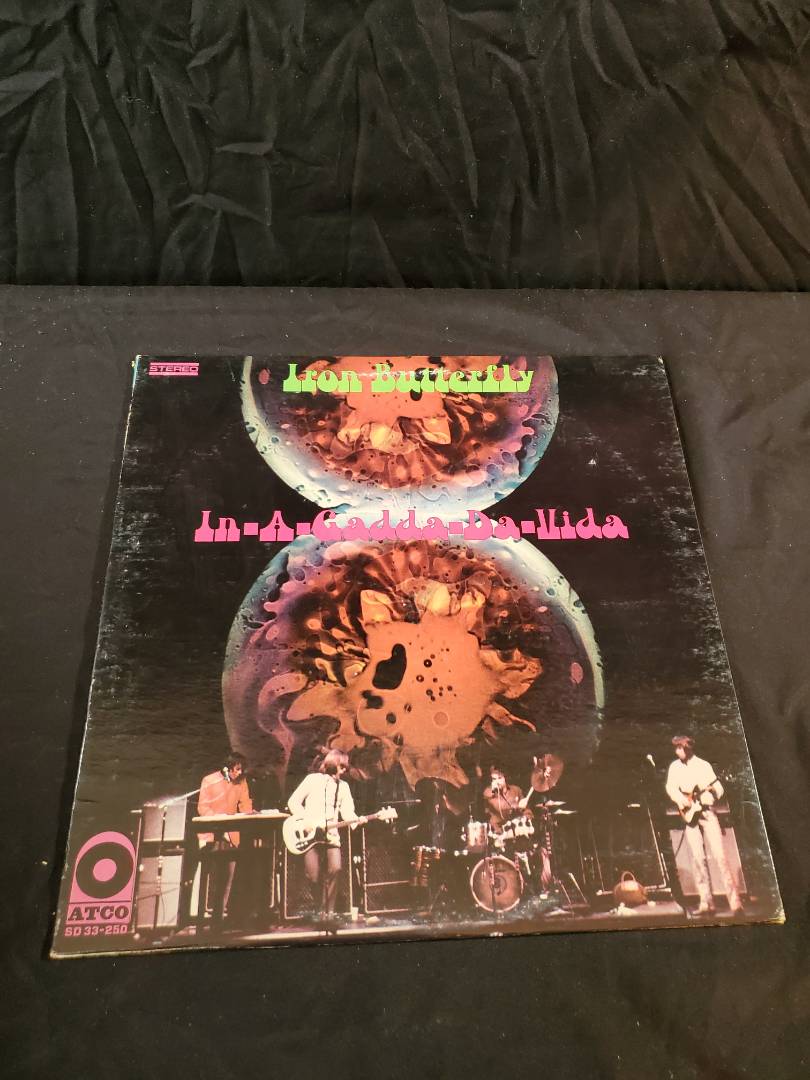 STEREO
Iron Butterfly
In-A-Gadda-Da-Vida
ATCO
SD 33-250